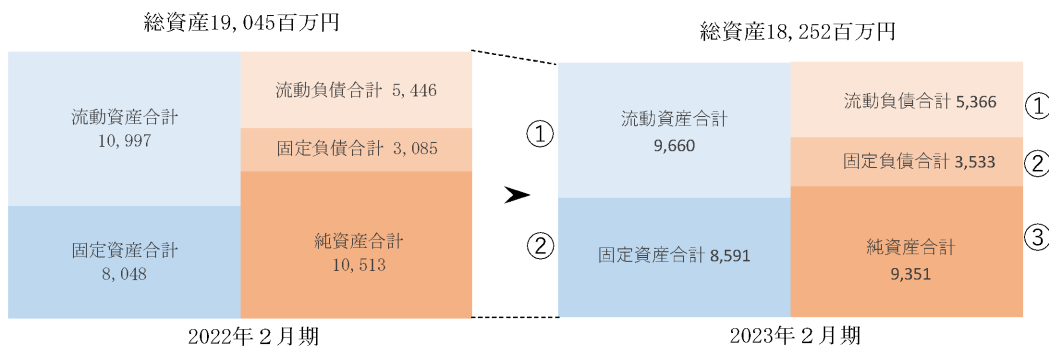 総資産19,045百万円
流動資産合計
10,997
固定資産合計
8,048
流動負債合計 5,446
固定負債合計 3,085
純資産合計
10,513
2022年２月期
①
➤
②
総資産18,252百万円
流動資産合計
9,660
固定資産合計 8,591
流動負債合計 5,366
固定負債合計 3,533
純資産合計
9,351
①
②
③
2023年２月期